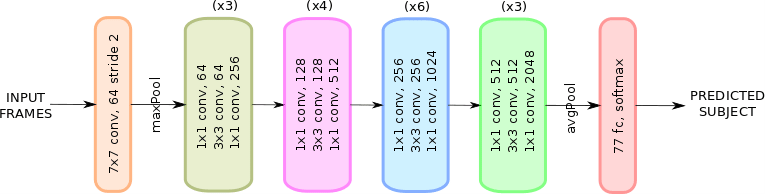 (x3)
(x4)
(x6)
(x3)
INPUT
FRAMES
7x7 conv, 64 stride 2
maxPool
1x1 conv, 64
3x3 conv, 64
1x1 conv, 256
1x1 conv, 128
3x3 conv, 128
1x1 conv, 512
1x1 conv, 256
3x3 conv, 256
1x1 conv, 1024
1x1 conv, 512
3x3 conv, 512
1x1 conv, 2048
avgPool
77 fc, softmax
PREDICTED
SUBJECT